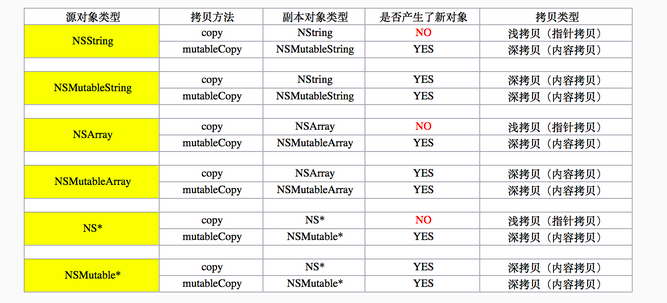 源对象类型 拷贝方法 副本对象类型 是否产生了新对象 拷贝类型
NSString copy NString NO 浅拷贝（指针拷贝）
mutableCopy NSMutableString YES 深拷贝（内容拷贝）
NSMutableString copy NString YES 深拷贝（内容拷贝）
mutableCopy NSMutableString YES 深拷贝（内容拷贝）
NSArray copy NSArray NO 浅拷贝（指针拷贝）
mutableCopy NSMutableArray YES 深拷贝（内容拷贝）
NSMutableArray copy NSArray YES 深拷贝（内容拷贝）
mutableCopy NSMutableArray YES 深拷贝（内容拷贝）
NS* copy NS* NO 浅拷贝（指针拷贝）
mutableCopy NSMutable* YES 深拷贝（内容拷贝）
NSMutable* copy NS* YES 深拷贝（内容拷贝）
mutableCopy NSMutable* YES 深拷贝（内容拷贝）